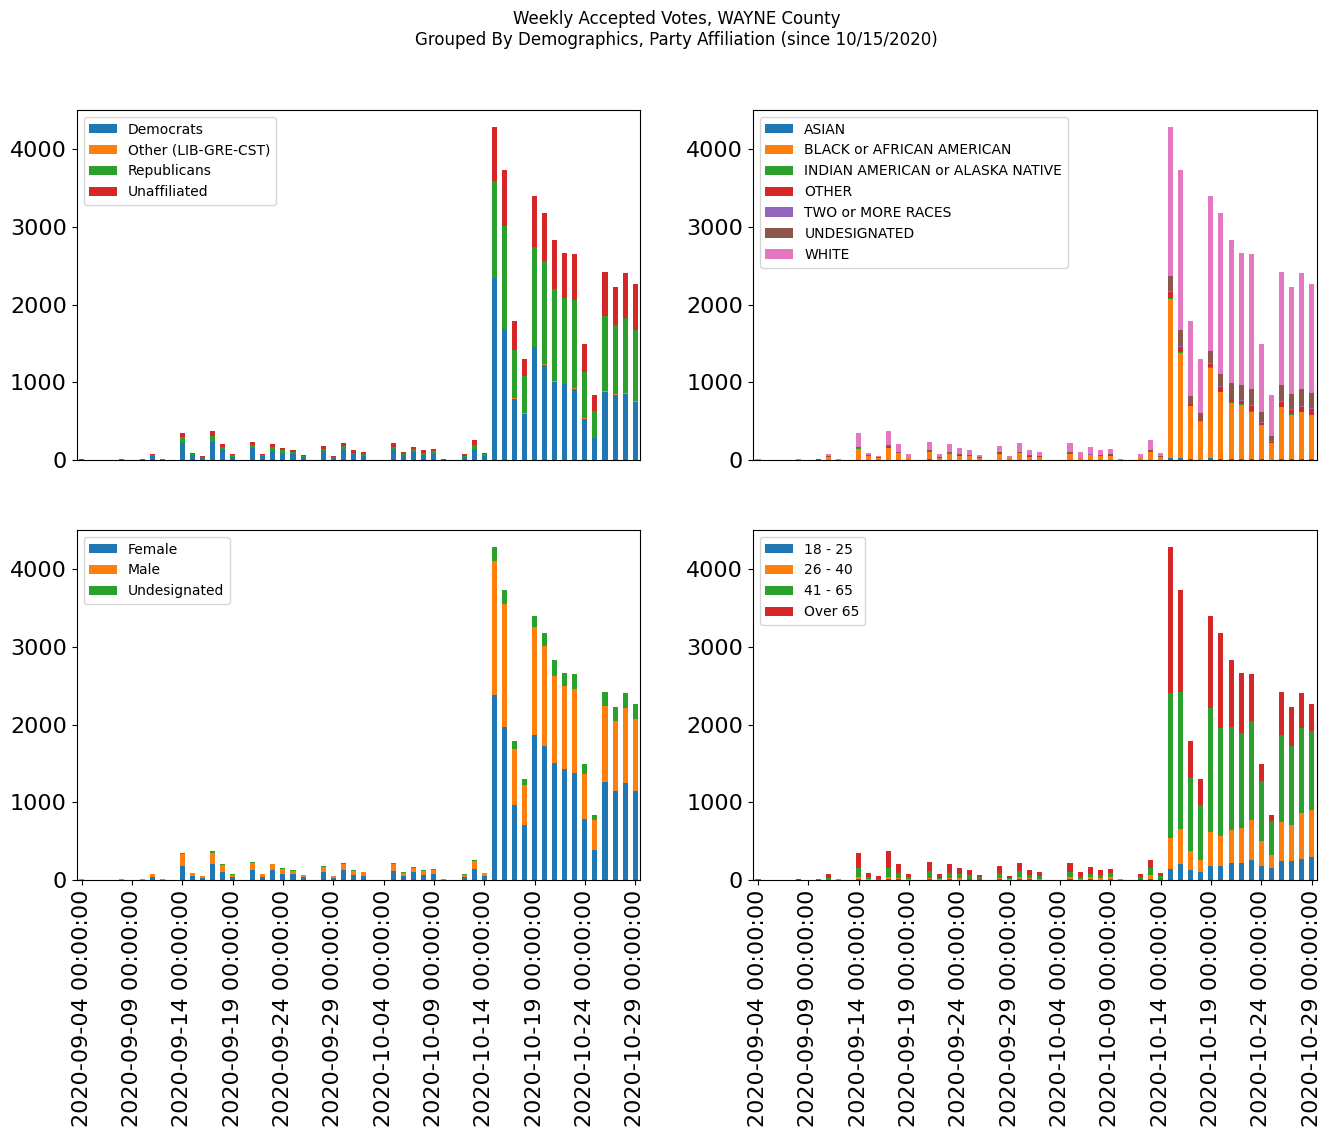 Weekly Accepted Votes, WAYNE County
Grouped By Demographics, Party Affiliation (since 10/15/2020)
Democrats
Other (LIB-GRE-CST)
Republicans
Unaffiliated
4000
3000
2000
1000
0
ASIAN
BLACK or AFRICAN AMERICAN
INDIAN AMERICAN or ALASKA NATIVE
OTHER
TWO or MORE RACES
UNDESIGNATED
WHITE
4000
3000
2000
1000
0
Female
Male
Undesignated
4000
3000
2000
1000
0
2020-09-04 00:00:00
2020-09-09 00:00:00
2020-09-14 00:00:00
2020-09-19 00:00:00
2020-09-24 00:00:00
2020-09-29 00:00:00
2020-10-04 00:00:00
2020-10-09 00:00:00
2020-10-14 00:00:00
2020-10-19 00:00:00
2020-10-24 00:00:00
2020-10-29 00:00:00
18 - 25
26 - 40
41 - 65
Over 65
4000
3000
2000
1000
0
2020-09-04 00:00:00
2020-09-09 00:00:00
2020-09-14 00:00:00
2020-09-19 00:00:00
2020-09-24 00:00:00
2020-09-29 00:00:00
2020-10-04 00:00:00
2020-10-09 00:00:00
2020-10-14 00:00:00
2020-10-19 00:00:00
2020-10-24 00:00:00
2020-10-29 00:00:00